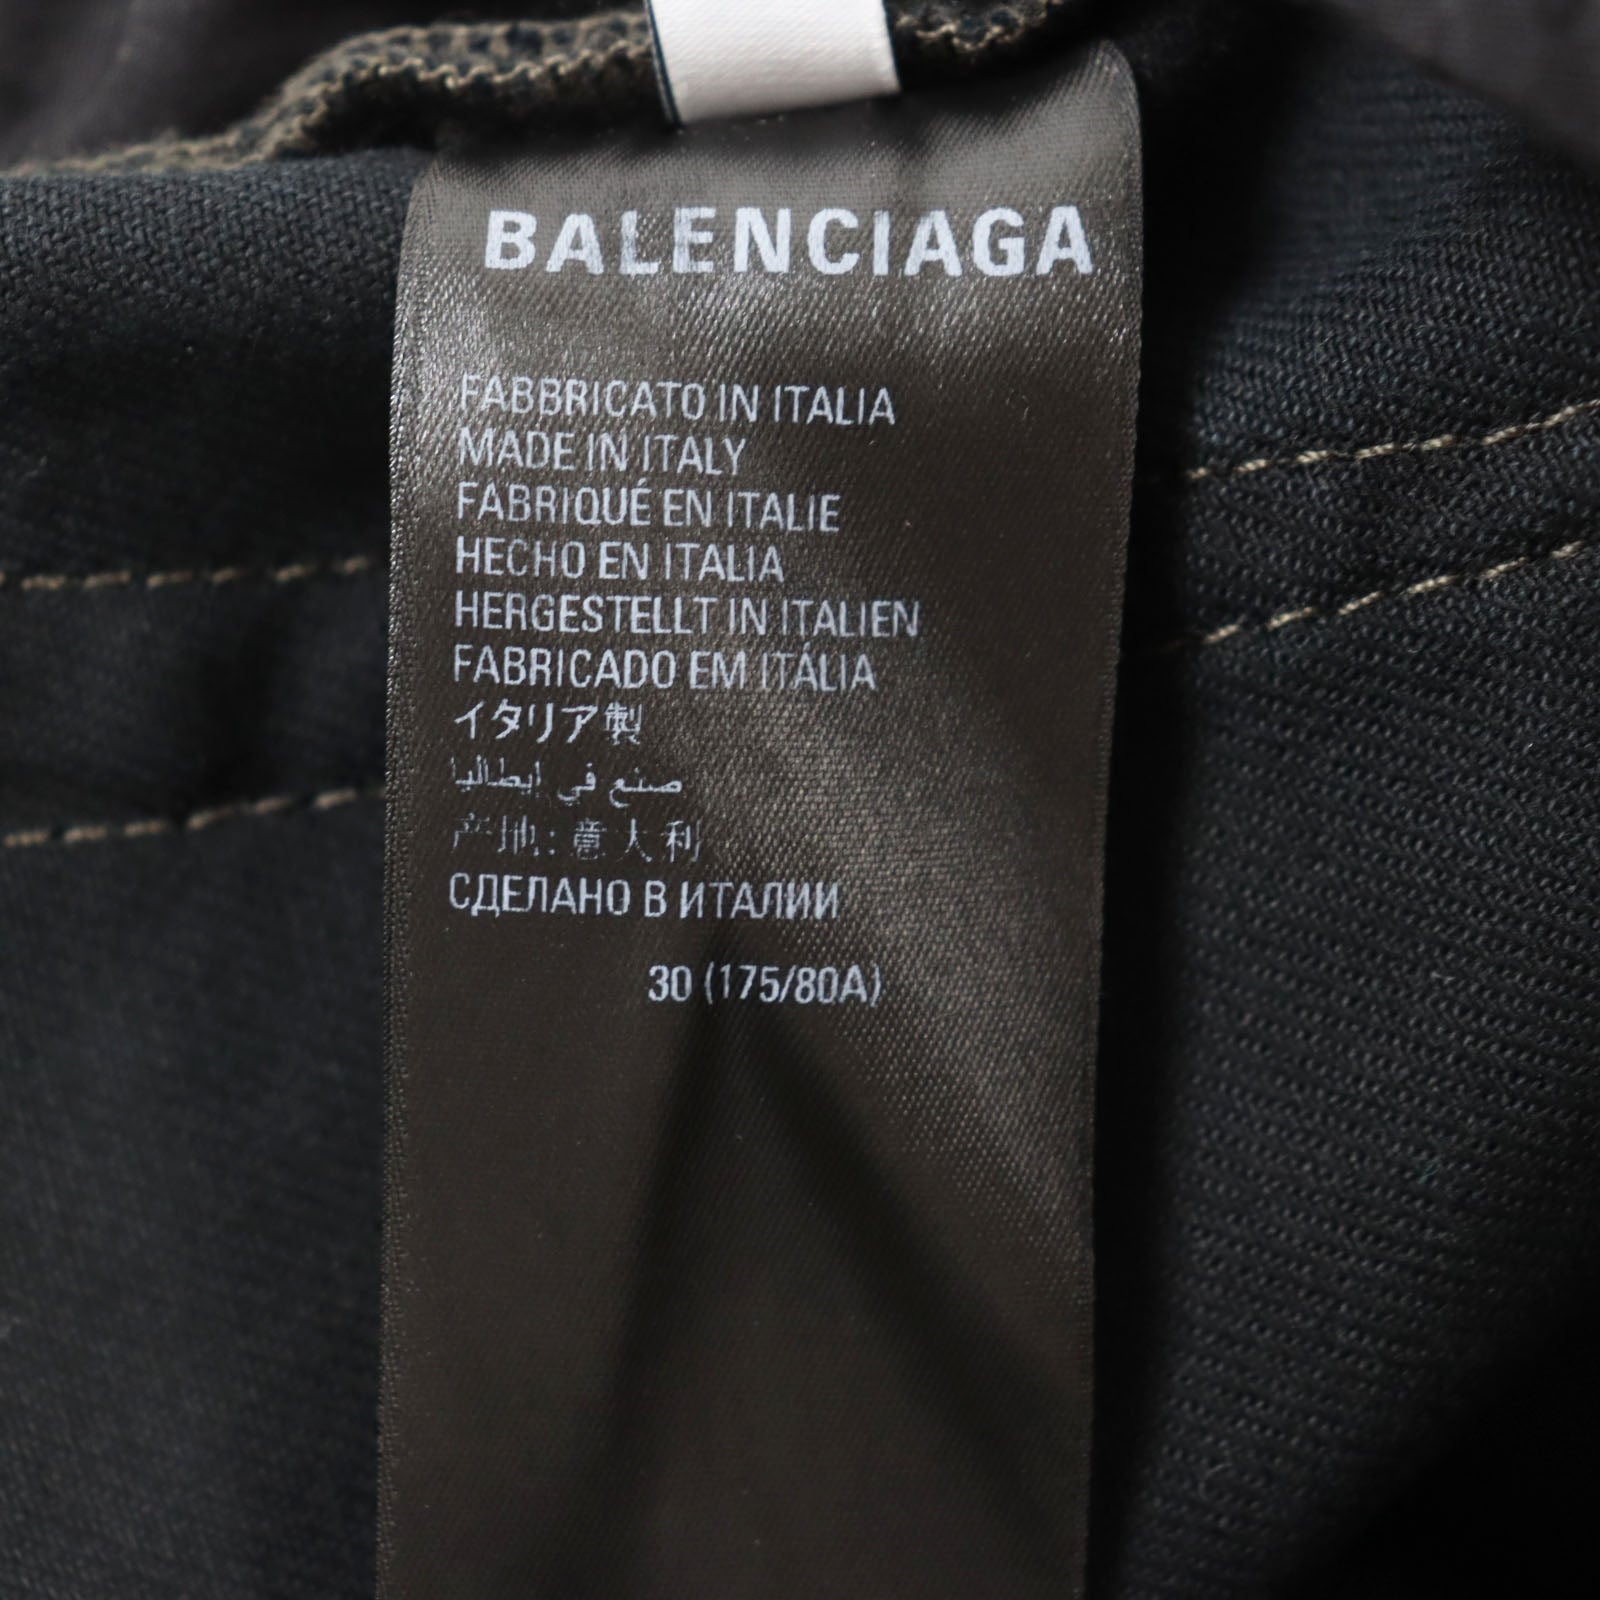 BALENCIAGA
FABBRICATO IN ITALIA
MADE IN ITALY
FABRIQUÉ EN ITALIE
HECHO EN ITALIA
HERGESTELLT IN ITALIEN
FABRICADO EM ITÁLIA
イタリア製
صنع في إيطاليا
产地: 意大利
СДЕЛАНО В ИТАЛИИ
30 (175/80A)